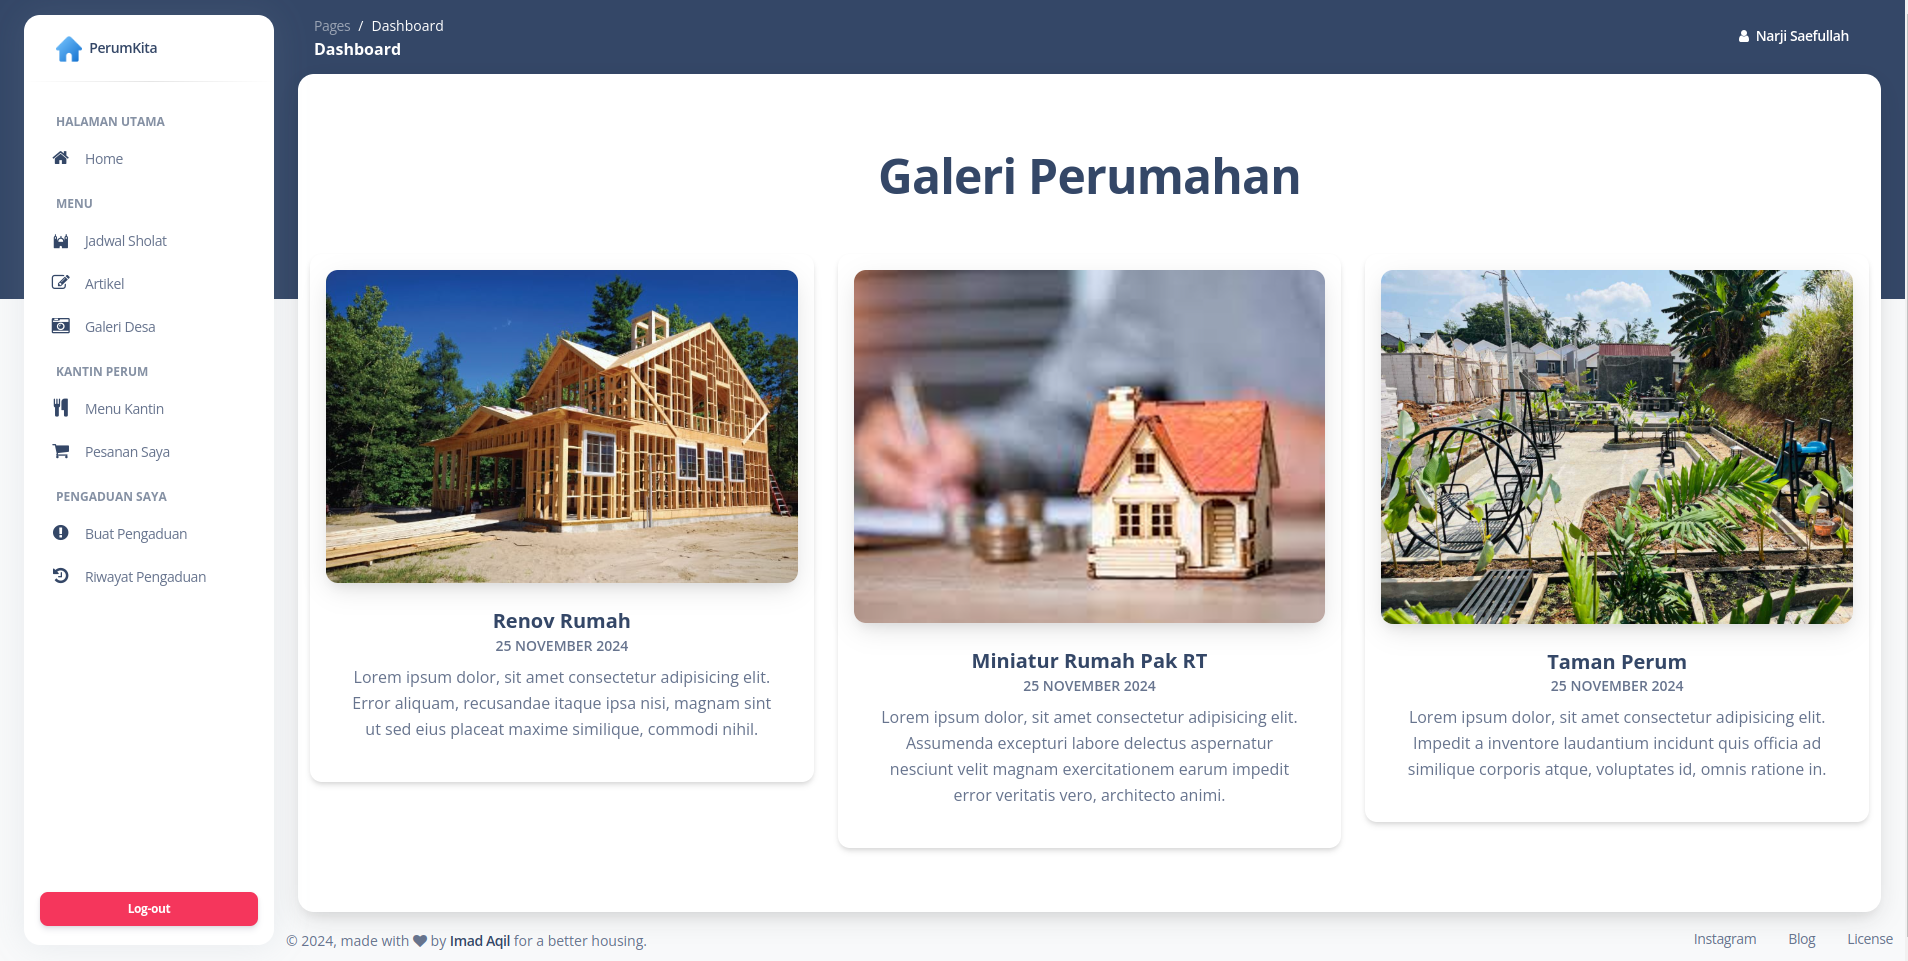 PerumKita
HALAMAN UTAMA
Home
MENU
Jadwal Sholat
Artikel
Galeri Desa
KANTIN PERUM
Menu Kantin
Pesanan Saya
PENGADUAN SAYA
Buat Pengaduan
Riwayat Pengaduan
Log-out
Pages / Dashboard
Dashboard
Narji Saefullah
Galeri Perumahan
Renov Rumah
25 NOVEMBER 2024
Lorem ipsum dolor, sit amet consectetur adipisicing elit.
Error aliquam, recusandae itaque ipsa nisi, magnam sint
ut sed eius placeat maxime similique, commodi nihil.
Miniatur Rumah Pak RT
25 NOVEMBER 2024
Lorem ipsum dolor, sit amet consectetur adipisicing elit.
Assumenda excepturi labore delectus aspernatur
nesciunt velit magnam exercitationem earum impedit
error veritatis vero, architecto animi.
Taman Perum
25 NOVEMBER 2024
Lorem ipsum dolor, sit amet consectetur adipisicing elit.
Impedit a inventore laudantium incidunt quis officia ad
similique corporis atque, voluptates id, omnis ratione in.
© 2024, made with ♥ by Imad Aqil for a better housing.
Instagram Blog License